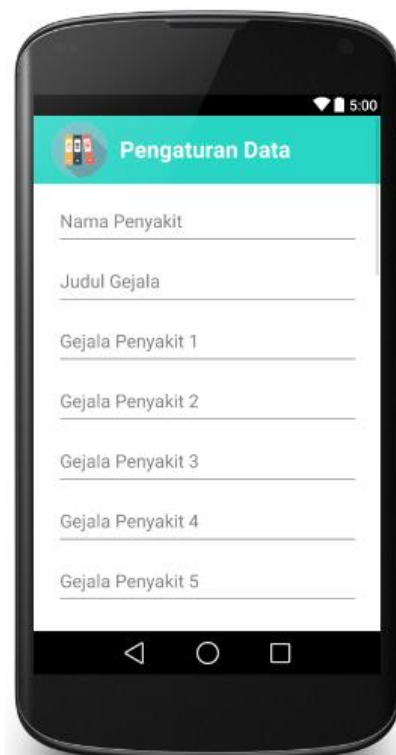 5:00
Pengaturan Data
Nama Penyakit
Judul Gejala
Gejala Penyakit 1
Gejala Penyakit 2
Gejala Penyakit 3
Gejala Penyakit 4
Gejala Penyakit 5